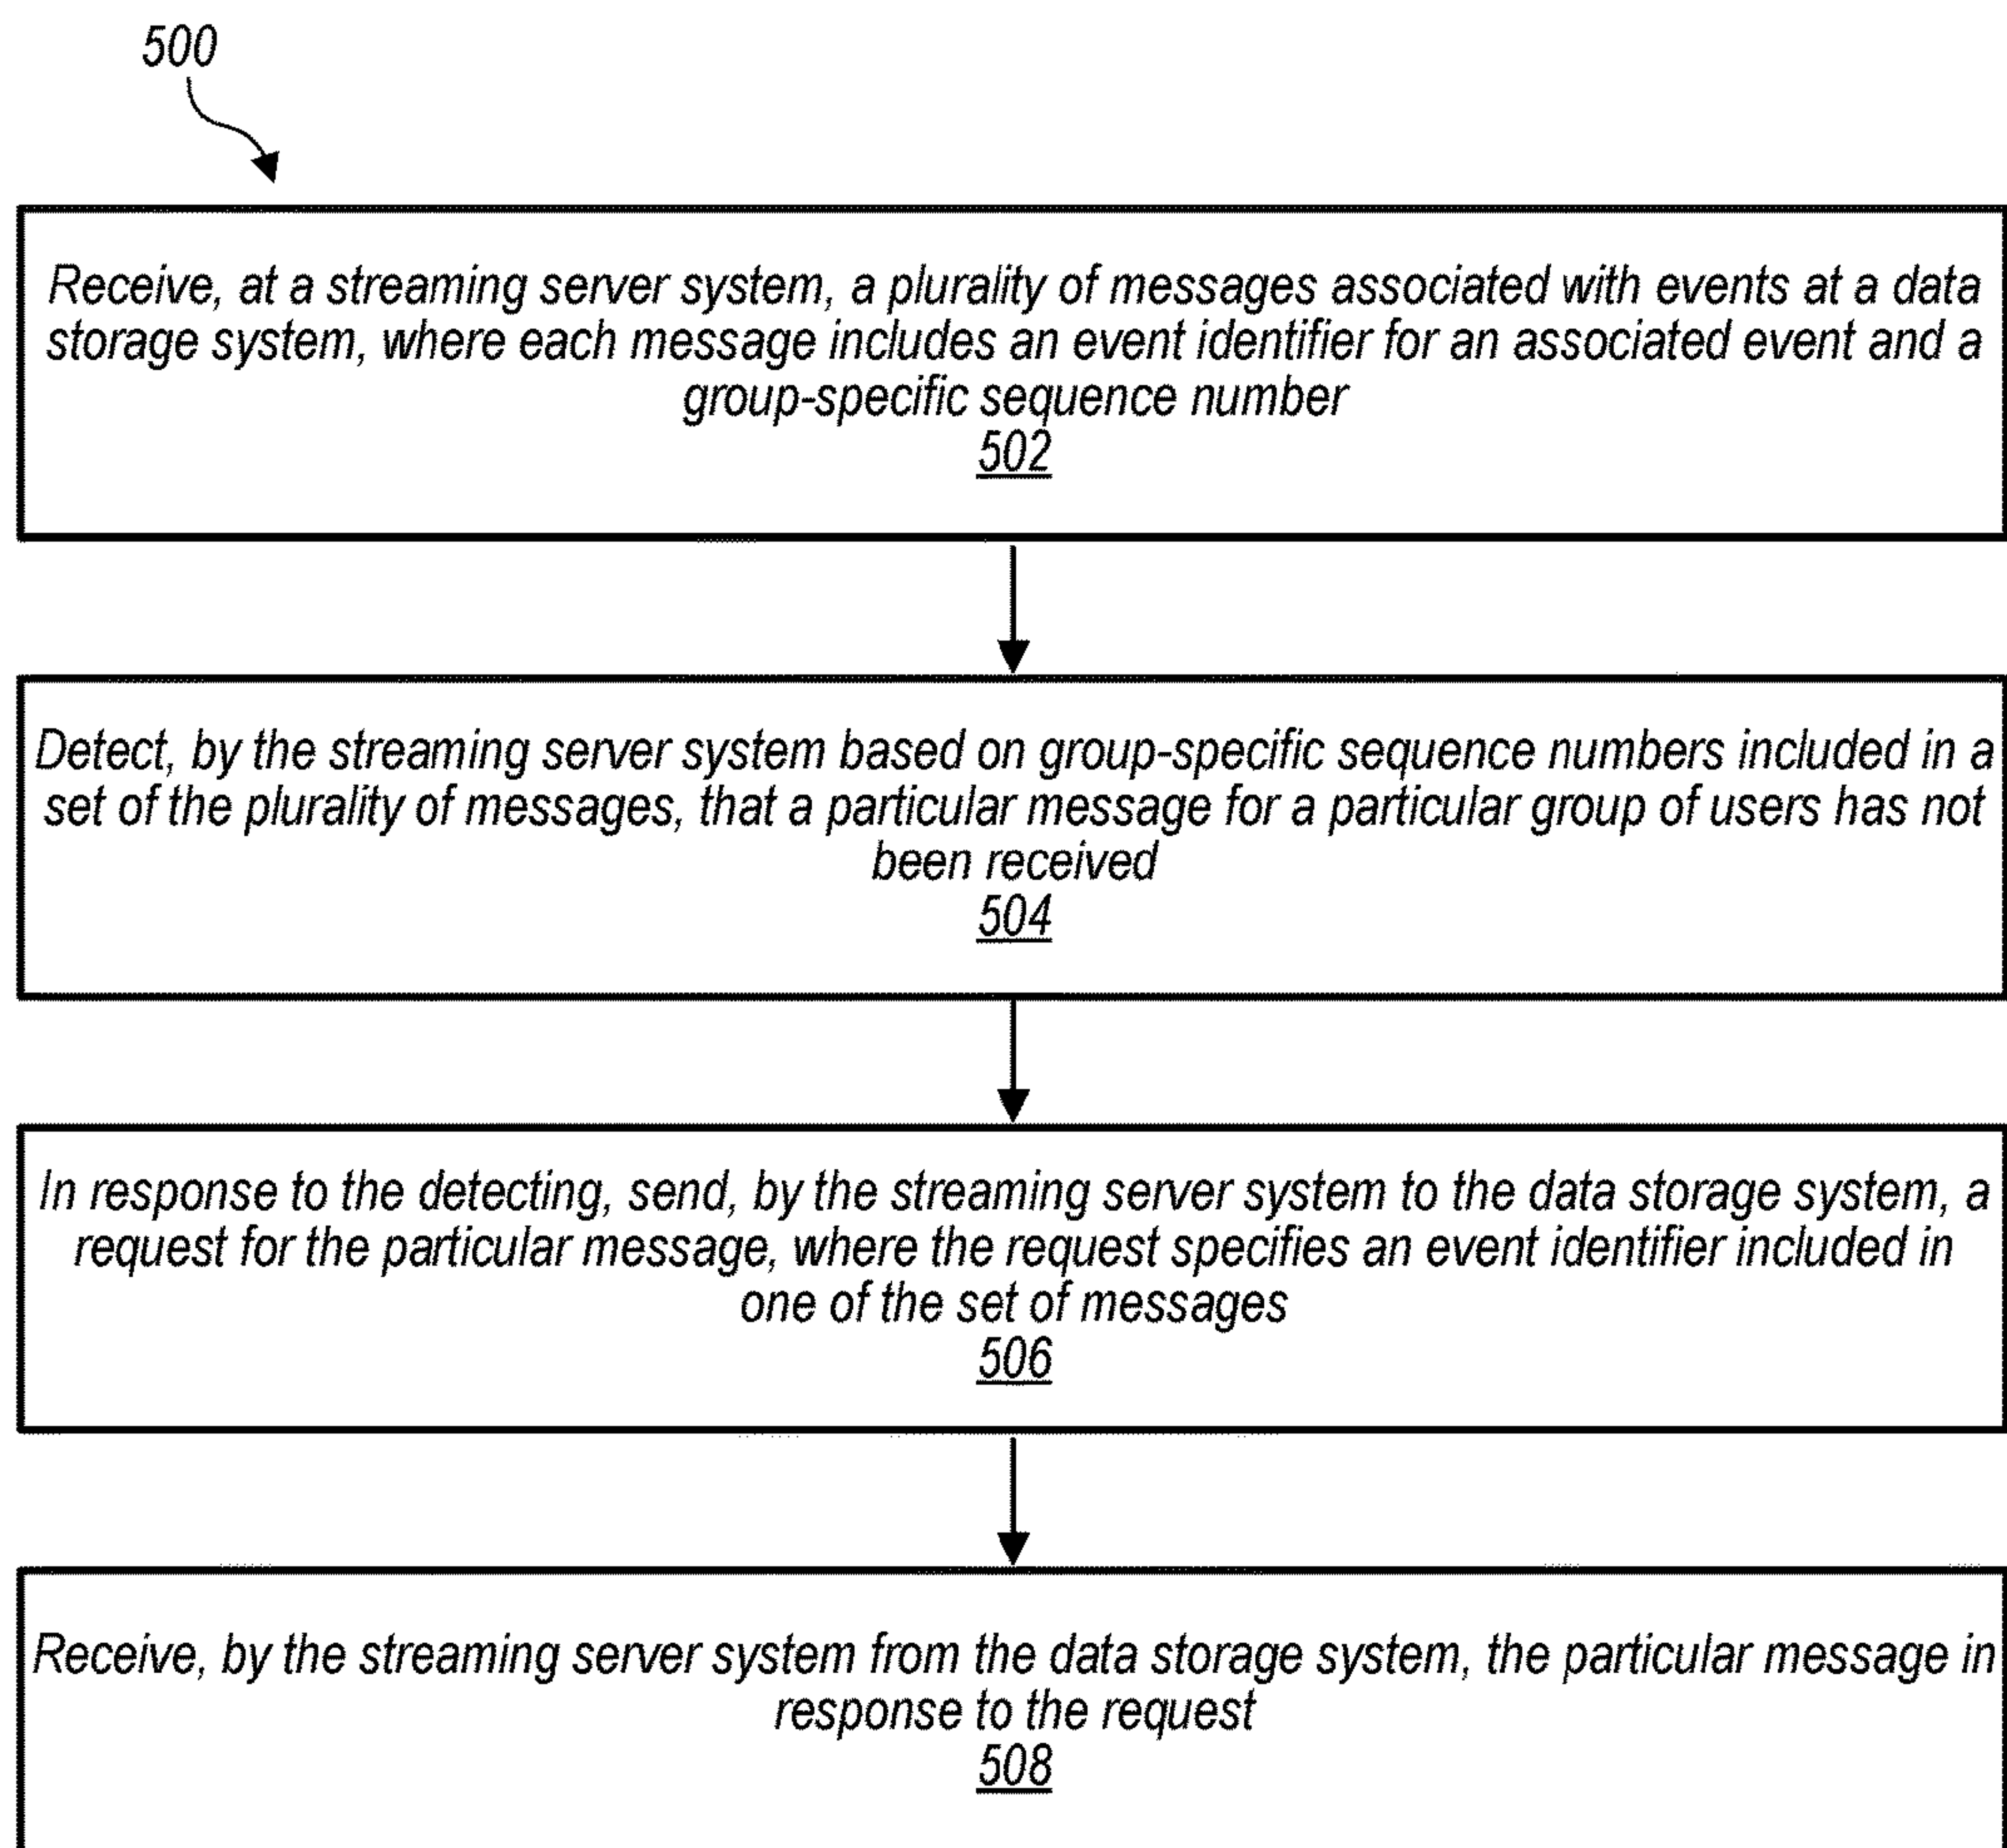 500
Receive, at a streaming server system, a plurality of messages associated with events at a data
storage system, where each message includes an event identifier for an associated event and a
group-specific sequence number
502
Detect, by the streaming server system based on group-specific sequence numbers included in a
set of the plurality of messages, that a particular message for a particular group of users has not
been received
504
In response to the detecting, send, by the streaming server system to the data storage system, a
request for the particular message, where the request specifies an event identifier included in
one of the set of messages
506
Receive, by the streaming server system from the data storage system, the particular message in
response to the request
508